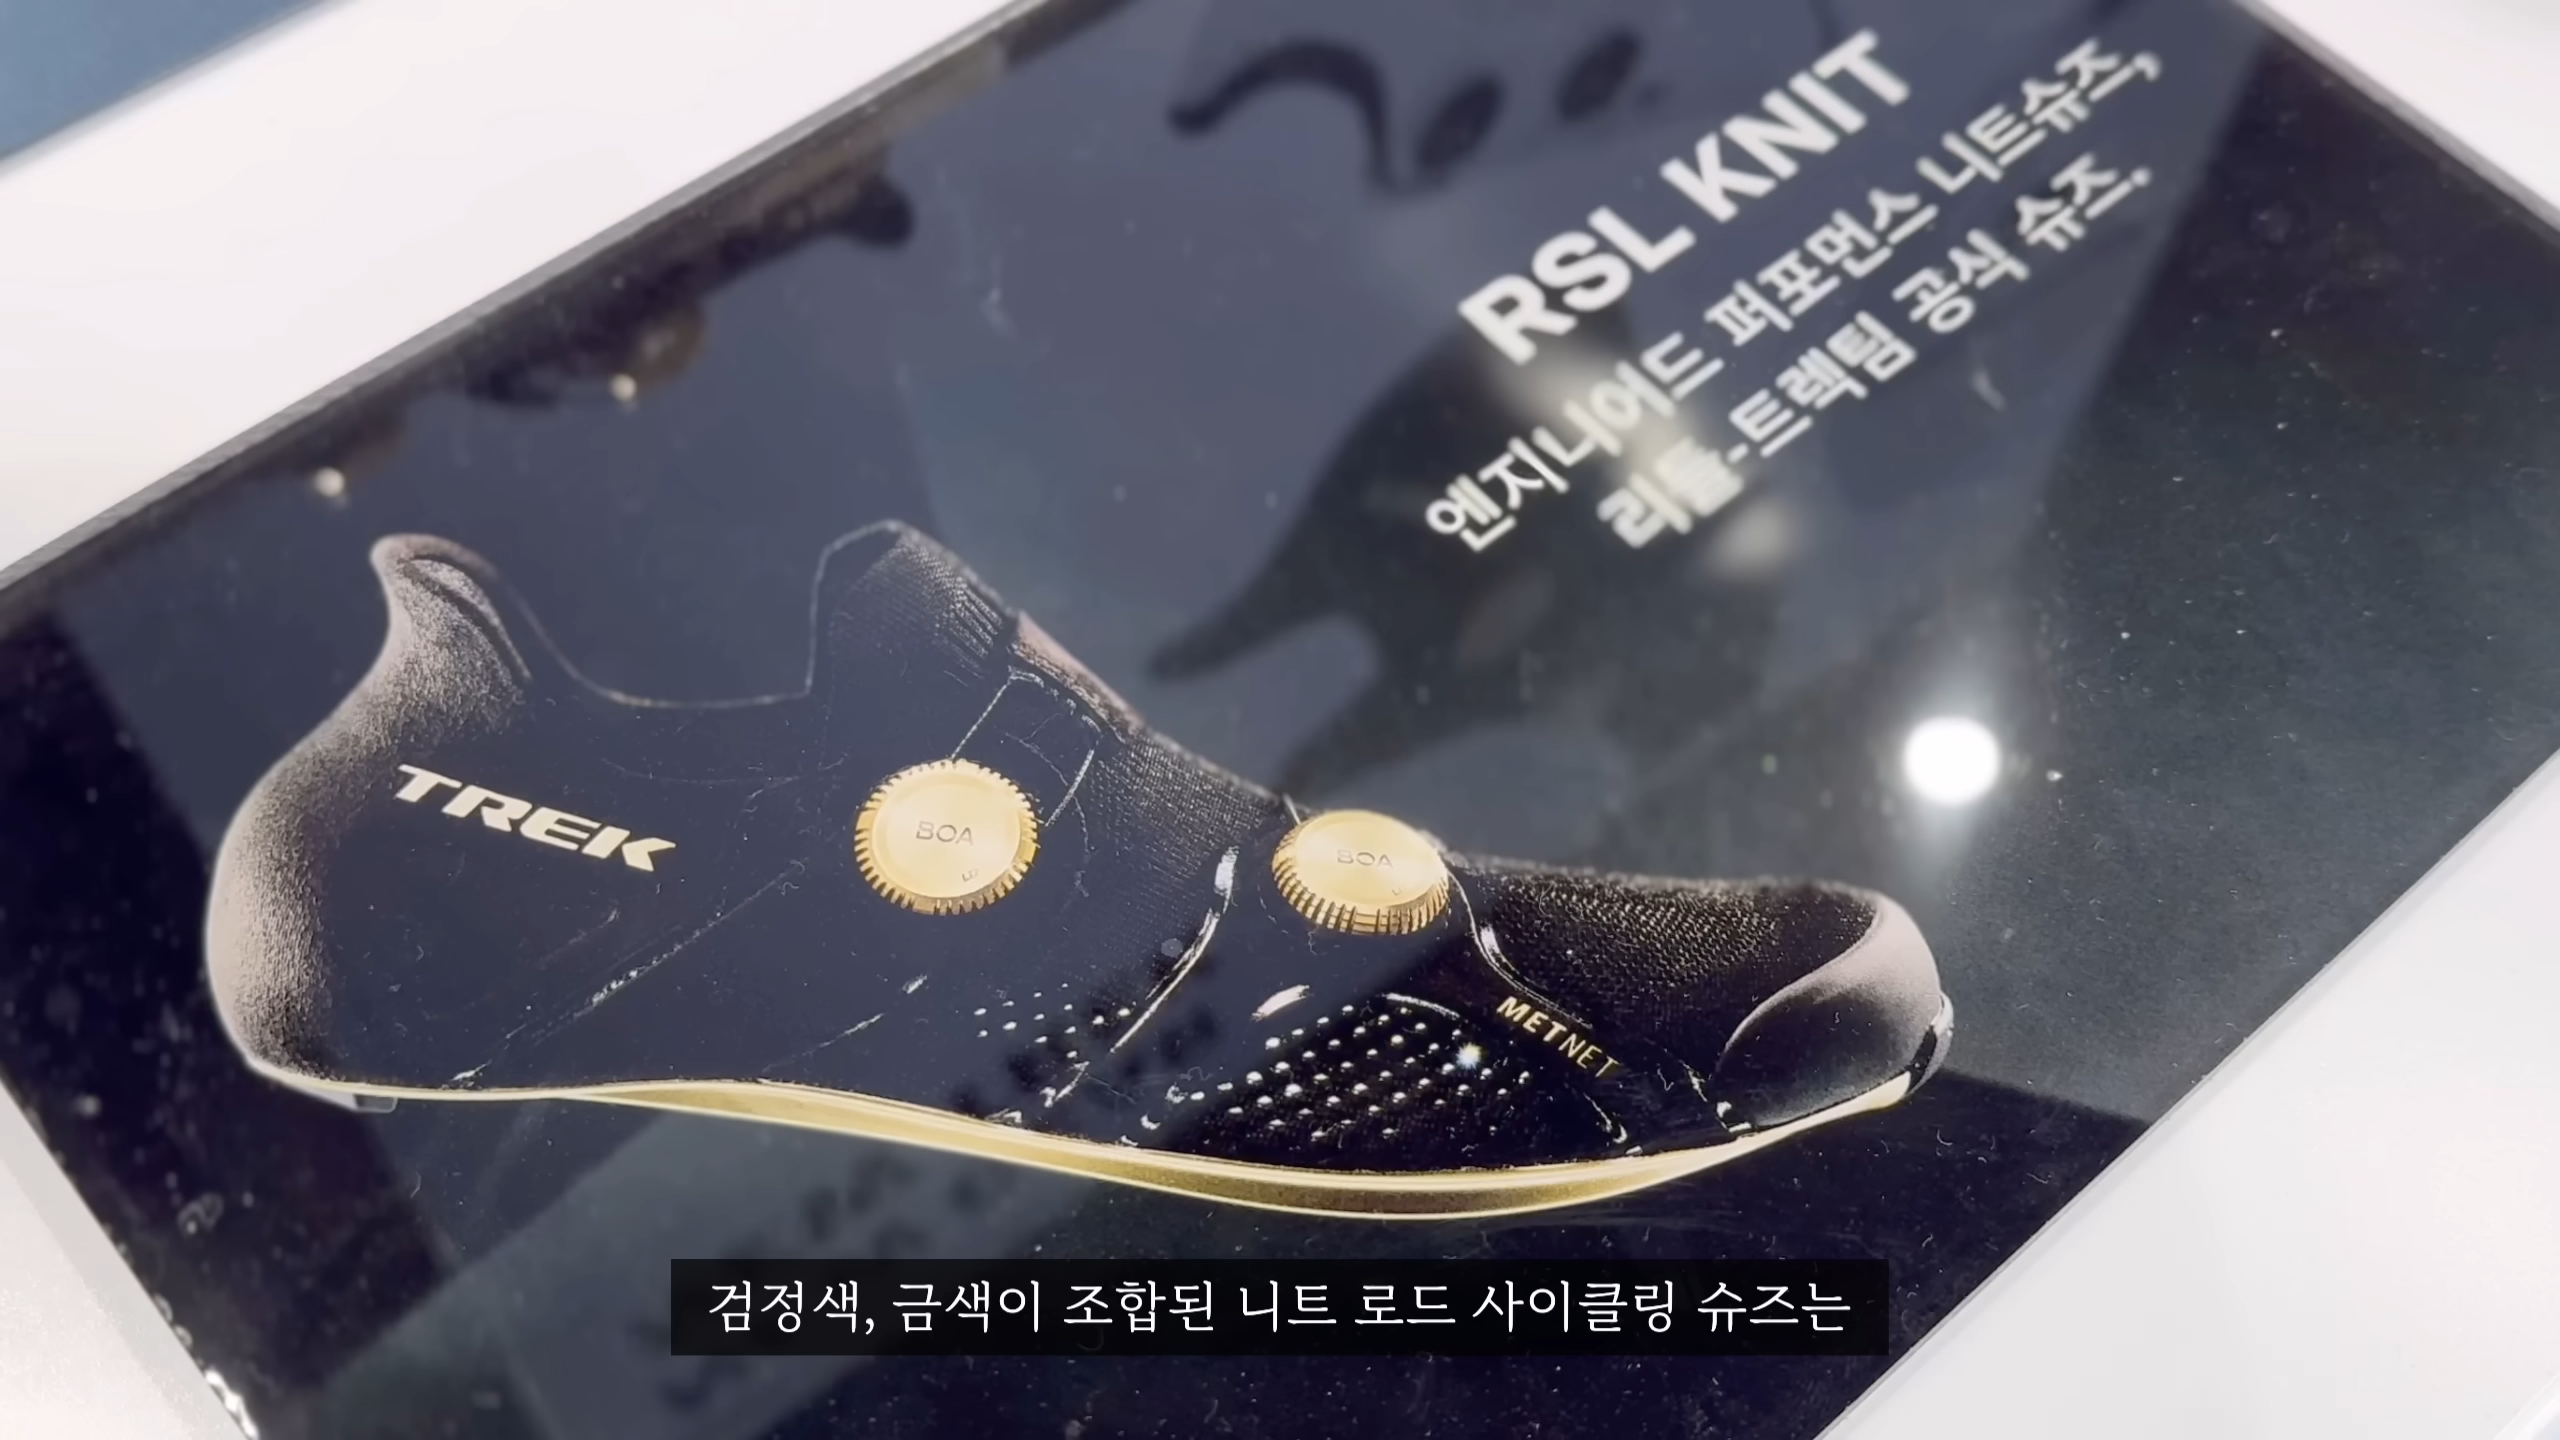 RSL KNIT
엔지니어드 퍼포먼스 니트슈즈,
리들-트렉팀 공식 슈즈.
TREK
BOA
BOA
METNET
검정색, 금색이 조합된 니트 로드 사이클링 슈즈는